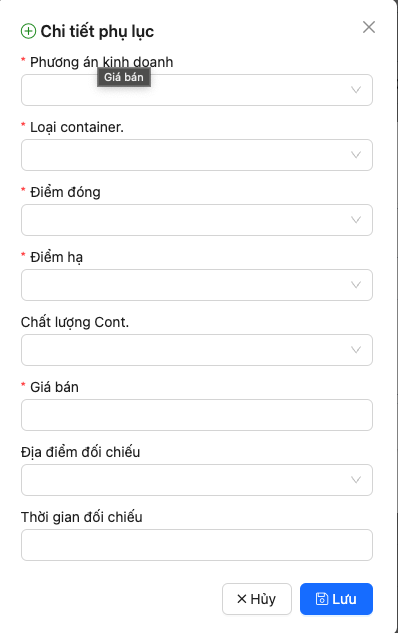 Chi tiết phụ lục
* Phương án kinh doanh
Giá bán
* Loại container.
* Điểm đóng
* Điểm hạ
Chất lượng Cont.
* Giá bán
Địa điểm đối chiếu
Thời gian đối chiếu
Hủy
Lưu